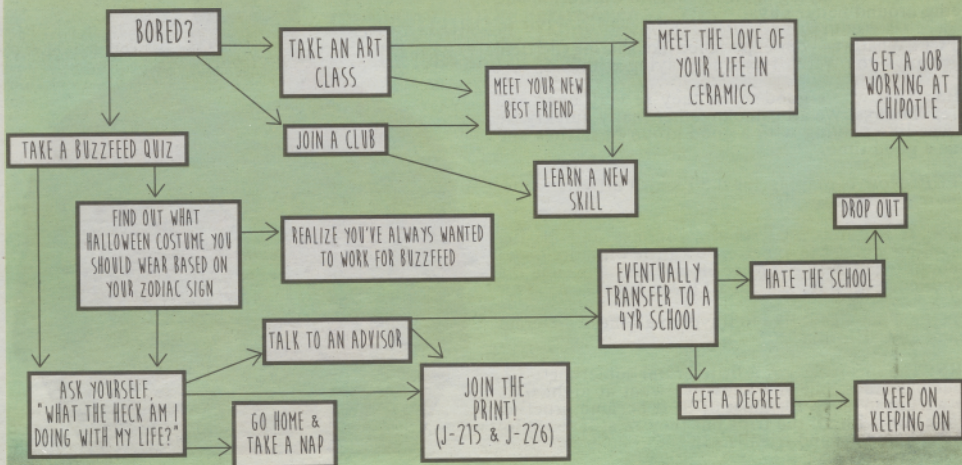 BORED?
TAKE AN ART
CLASS
MEET THE LOVE OF
YOUR LIFE IN
CERAMICS
GET A JOB
WORKING AT
CHIPOTLE
MEET YOUR NEW
BEST FRIEND
JOIN A CLUB
TAKE A BUZZFEED QUIZ
LEARN A NEW
SKILL
DROP OUT
FIND OUT WHAT
HALLOWEEN COSTUME YOU
SHOULD WEAR BASED ON
YOUR ZODIAC SIGN
REALIZE YOU'VE ALWAYS WANTED
TO WORK FOR BUZZFEED
EVENTUALLY
TRANSFER TO A
4YR SCHOOL
HATE THE SCHOOL
TALK TO AN ADVISOR
ASK YOURSELF,
"WHAT THE HECK AM I
DOING WITH MY LIFE?"
JOIN THE
PRINT!
(J-215 & J-226)
GET A DEGREE
KEEP ON
KEEPING ON
GO HOME &
TAKE A NAP